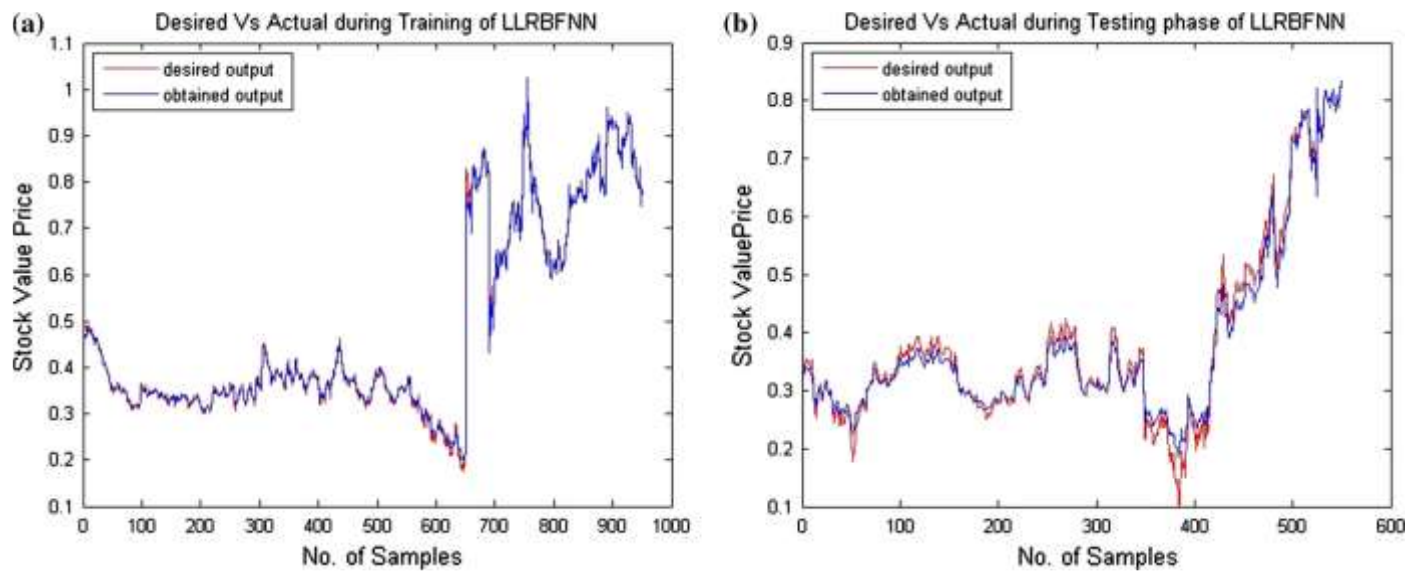 (a)
Desired Vs Actual during Training of LLRBFNN
1.1
1
0.9
0.8
0.7
0.6
0.5
0.4
0.3
0.2
0.1
Stock Value Price
desired output
obtained output
0 100 200 300 400 500 600 700 800 900 1000
No. of Samples
(b)
Desired Vs Actual during Testing phase of LLRBFNN
0.9
0.8
0.7
0.6
0.5
0.4
0.3
0.2
0.1
Stock ValuePrice
desired output
obtained output
0 100 200 300 400 500 600
No. of Samples